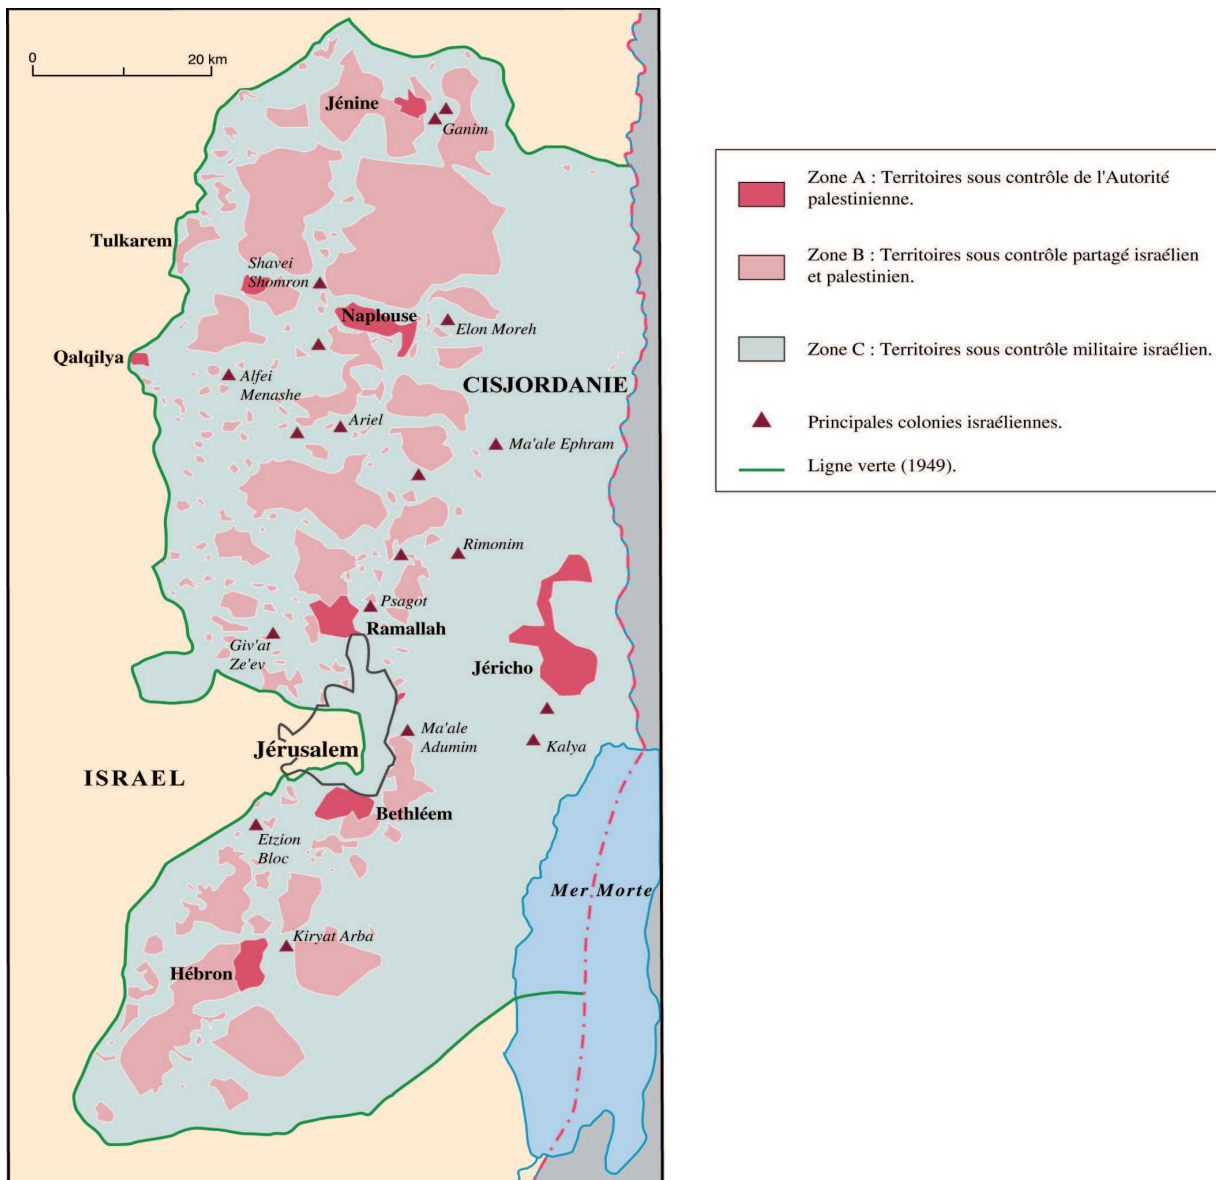 0
20 km
Jénine
Ganim
Tulkarem
Shavei
Shomron
Naplouse
Elon Moreh
Qalqilya
Alfei
Menashe
CISJORDANIE
Ariel
Ma'ale Ephram
Rimonim
Psagot
Ramallah
Giv'at
Ze'ev
Jéricho
Ma'ale
Adumim
Kalya
Jérusalem
ISRAEL
Bethléem
Etzion
Bloc
Mer Morte
Kiryat Arba
Hébron
Zone A : Territoires sous contrôle de l'Autorité
palestinienne.
Zone B : Territoires sous contrôle partagé israélien
et palestinien.
Zone C : Territoires sous contrôle militaire israélien.
Principales colonies israéliennes.
Ligne verte (1949).